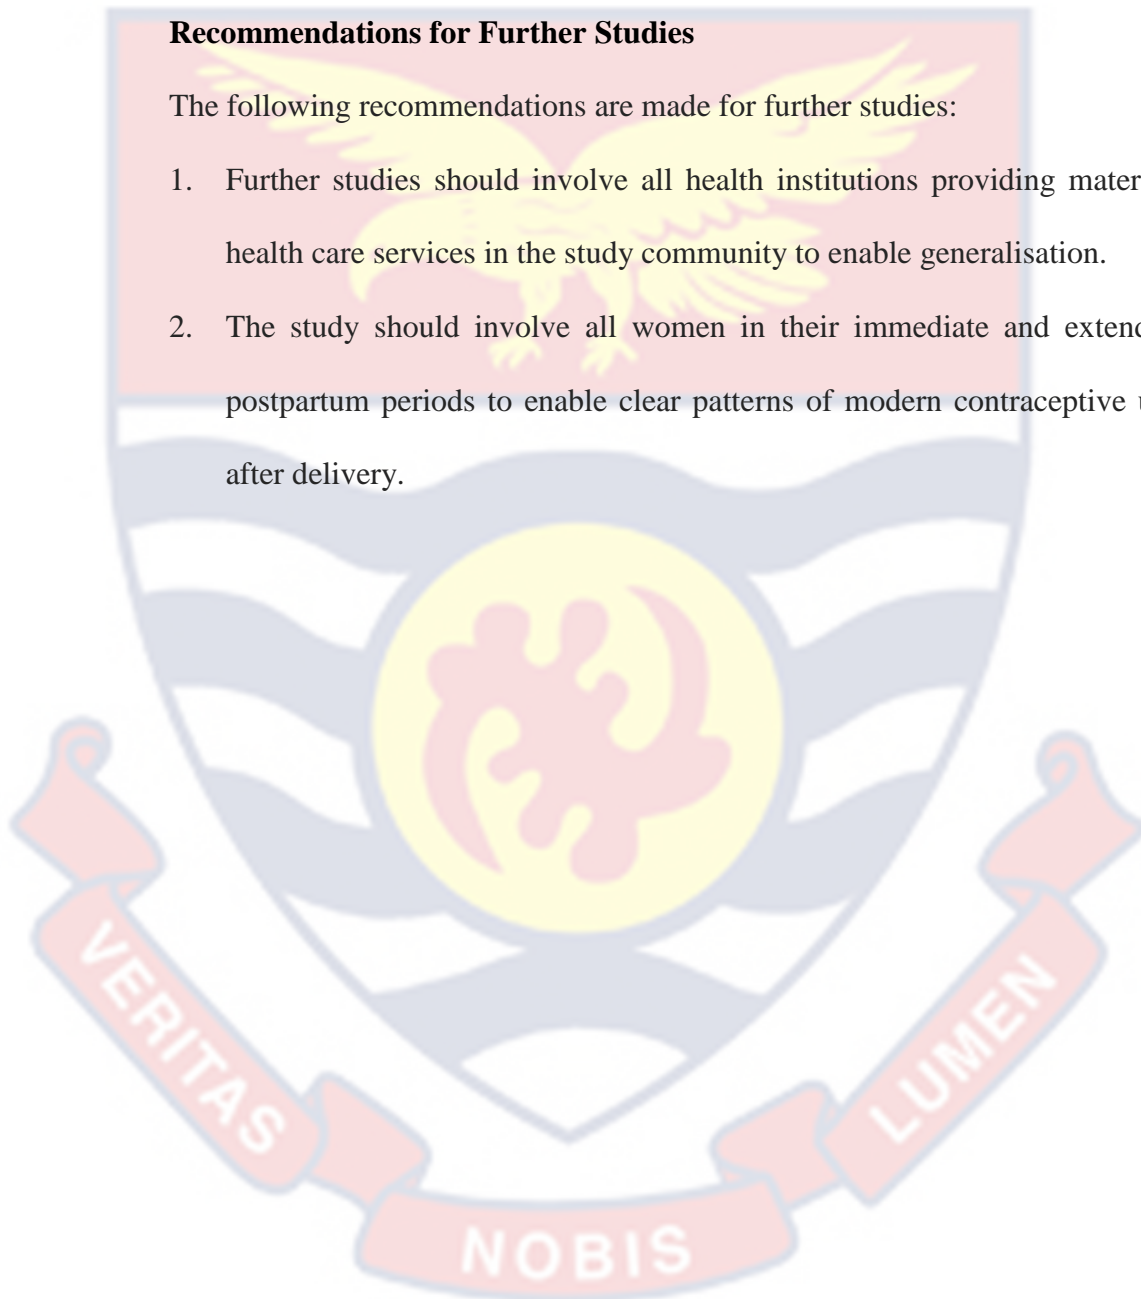 Recommendations for Further Studies
The following recommendations are made for further studies:
1. Further studies should involve all health institutions providing mater
health care services in the study community to enable generalisation.
2. The study should involve all women in their immediate and extend
postpartum periods to enable clear patterns of modern contraceptive u
after delivery.
VERITAS
NOBIS
LUMEN